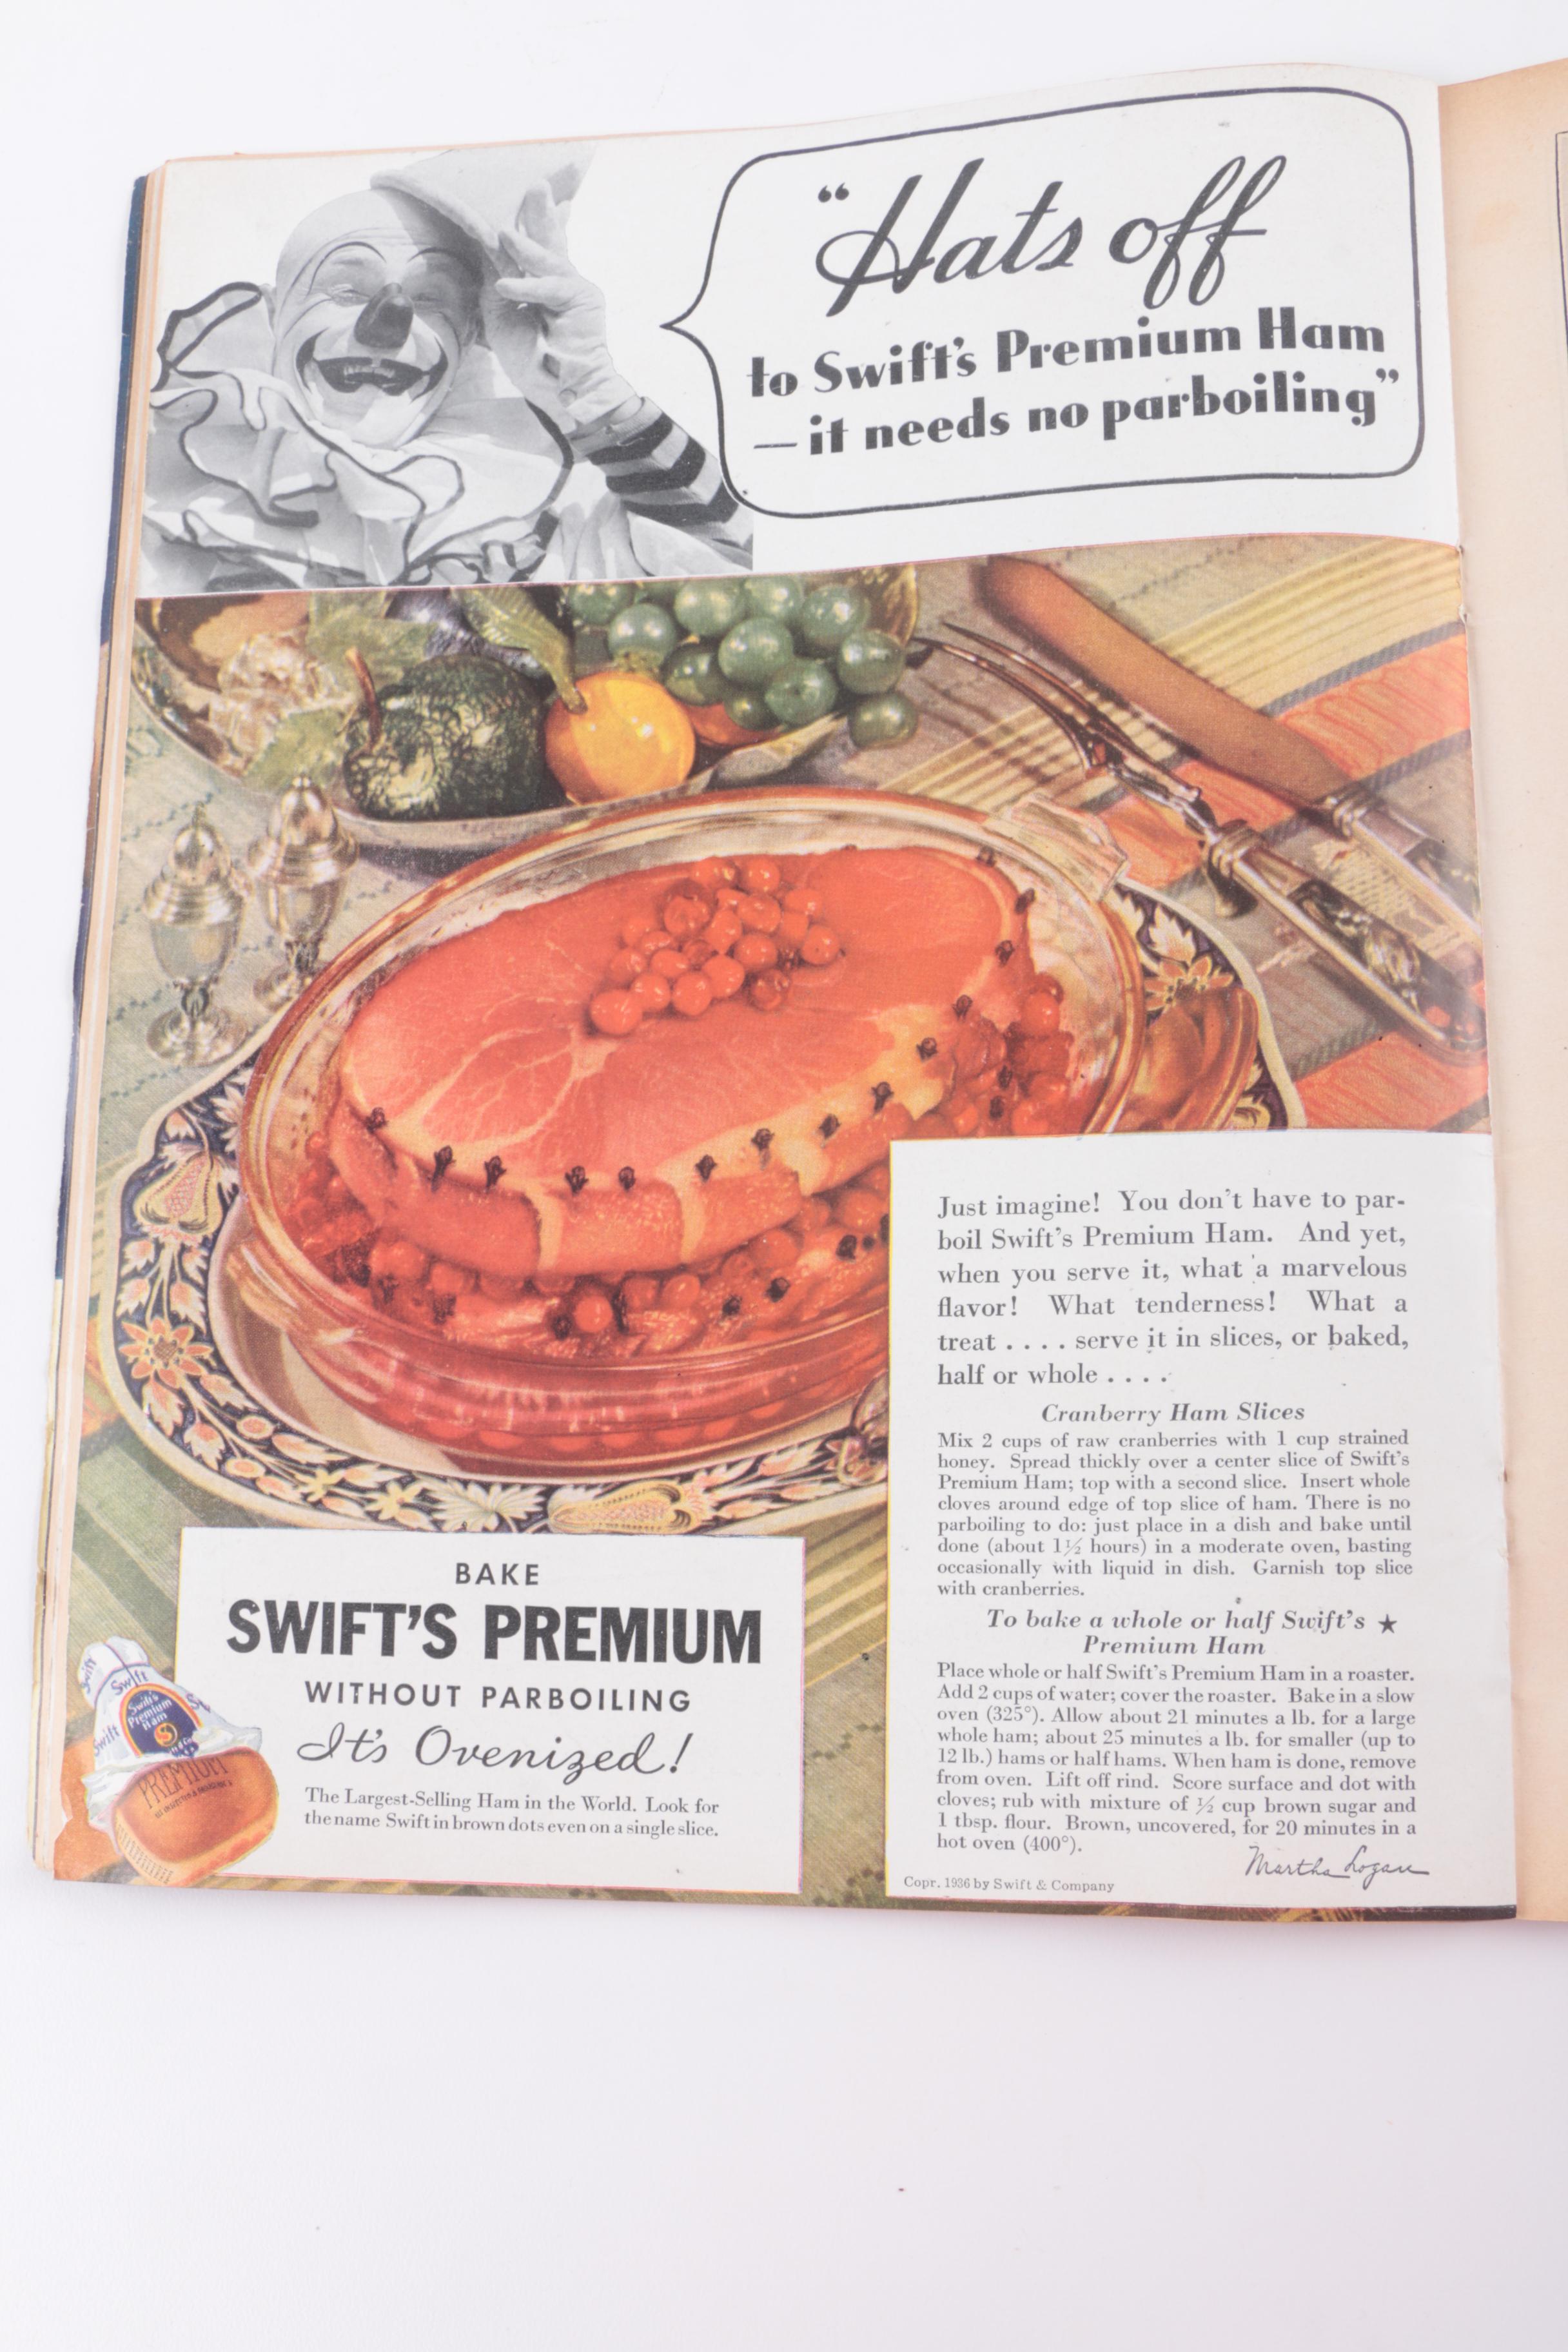 “Hats off
to Swift’s Premium Ham
—it needs no parboiling”
Just imagine! You don’t have to par-
boil Swift’s Premium Ham. And yet,
when you serve it, what a marvelous
flavor! What tenderness! What a
treat . . . . serve it in slices, or baked,
half or whole . . . .
Cranberry Ham Slices
Mix 2 cups of raw cranberries with 1 cup strained
honey. Spread thickly over a center slice of Swift’s
Premium Ham; top with a second slice. Insert whole
cloves around edge of top slice of ham. There is no
parboiling to do: just place in a dish and bake until
done (about 1½ hours) in a moderate oven, basting
occasionally with liquid in dish. Garnish top slice
with cranberries.
To bake a whole or half Swift’s ★
Premium Ham
Place whole or half Swift’s Premium Ham in a roaster.
Add 2 cups of water; cover the roaster. Bake in a slow
oven (325°). Allow about 21 minutes a lb. for a large
whole ham; about 25 minutes a lb. for smaller (up to
12 lb.) hams or half hams. When ham is done, remove
from oven. Lift off rind. Score surface and dot with
cloves; rub with mixture of ½ cup brown sugar and
1 tbsp. flour. Brown, uncovered, for 20 minutes in a
hot oven (400°).
Martha Logan
Copr. 1936 by Swift & Company
BAKE
SWIFT’S PREMIUM
WITHOUT PARBOILING
It’s Ovenized!
The Largest-Selling Ham in the World. Look for
the name Swift in brown dots even on a single slice.
Swift
Swift
Swift
Swift’s
Premium
Ham
S
PREMIUM